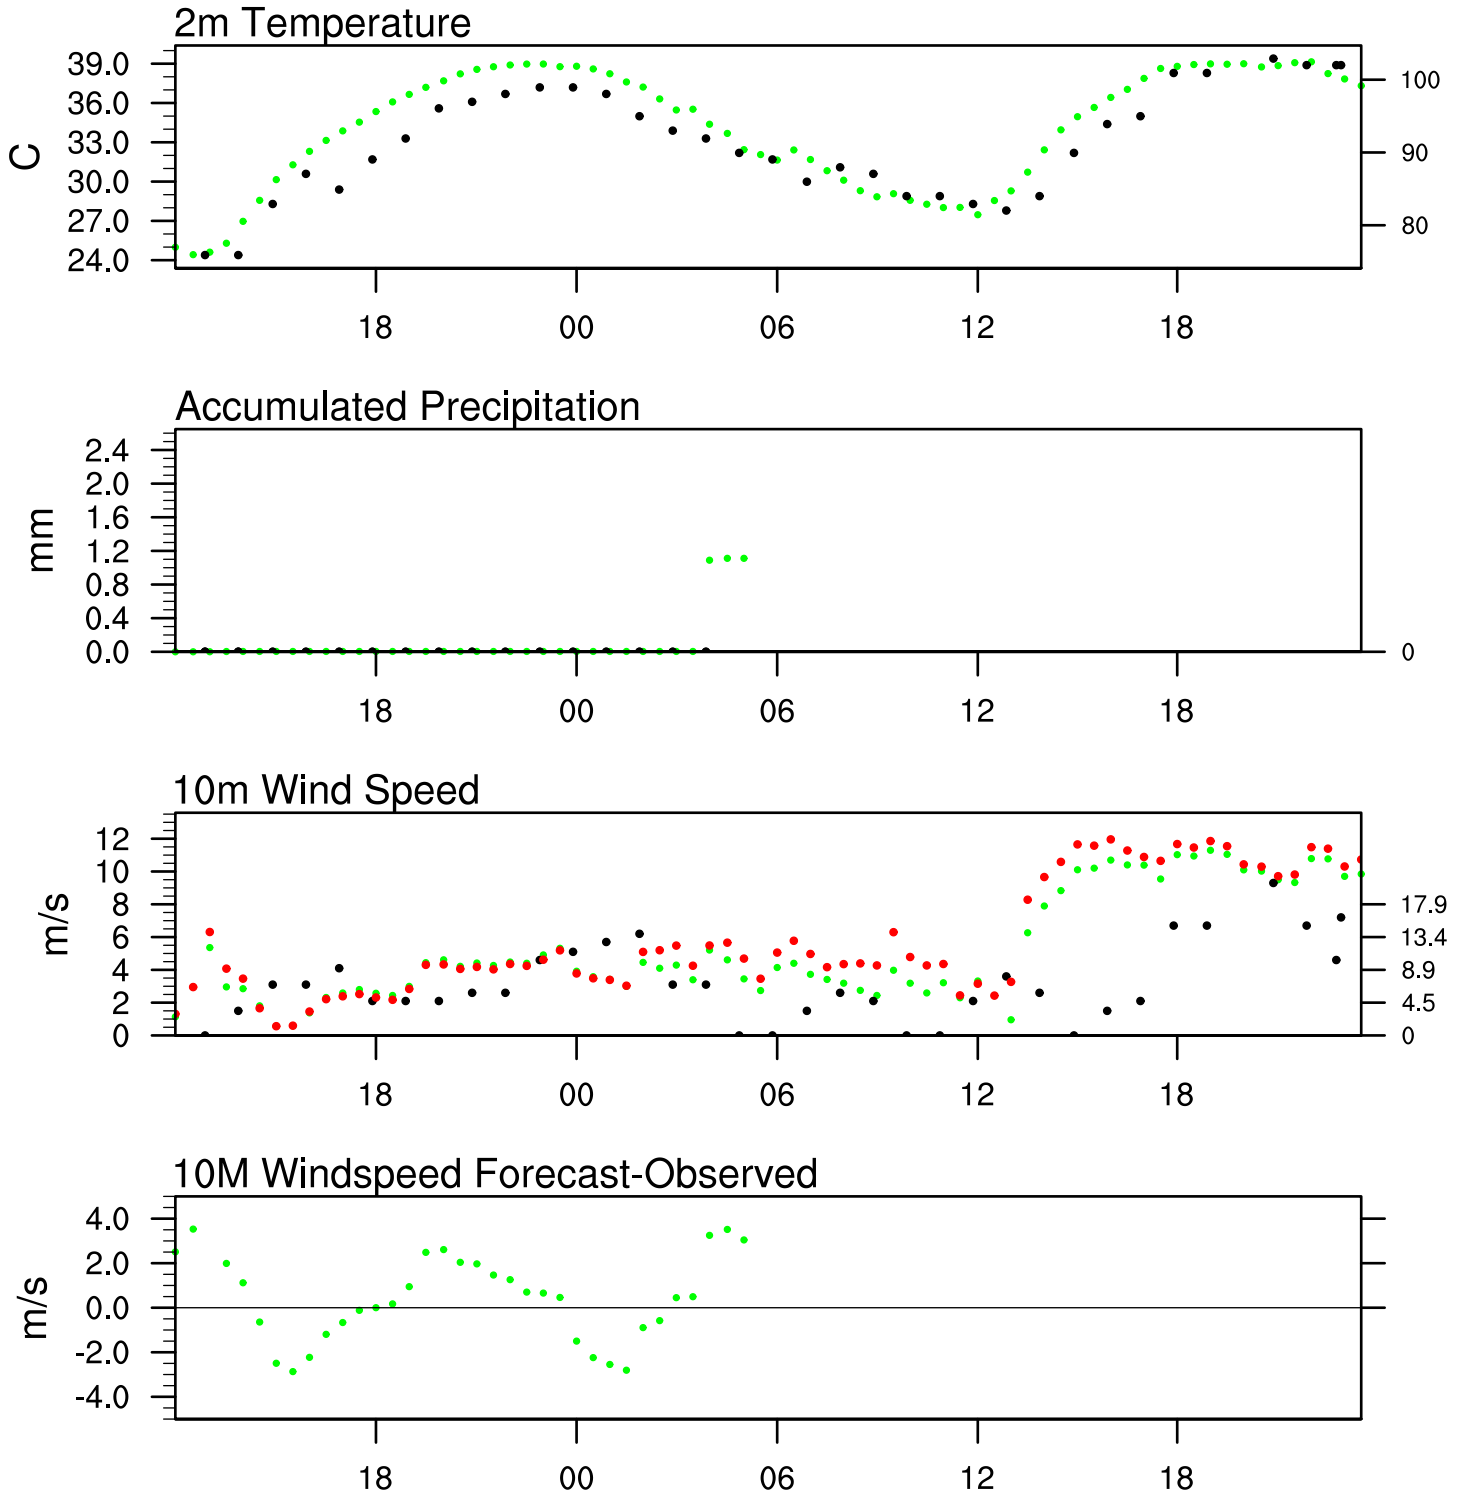 2m Temperature
39.0
36.0
33.0
30.0
27.0
24.0
C
100
90
80
18 00 06 12 18
Accumulated Precipitation
2.4
2.0
1.6
1.2
0.8
0.4
0.0
mm
0
18 00 06 12 18
10m Wind Speed
12
10
8
6
4
2
0
m/s
17.9
13.4
8.9
4.5
0
18 00 06 12 18
10M Windspeed Forecast-Observed
4.0
2.0
0.0
-2.0
-4.0
m/s
18 00 06 12 18